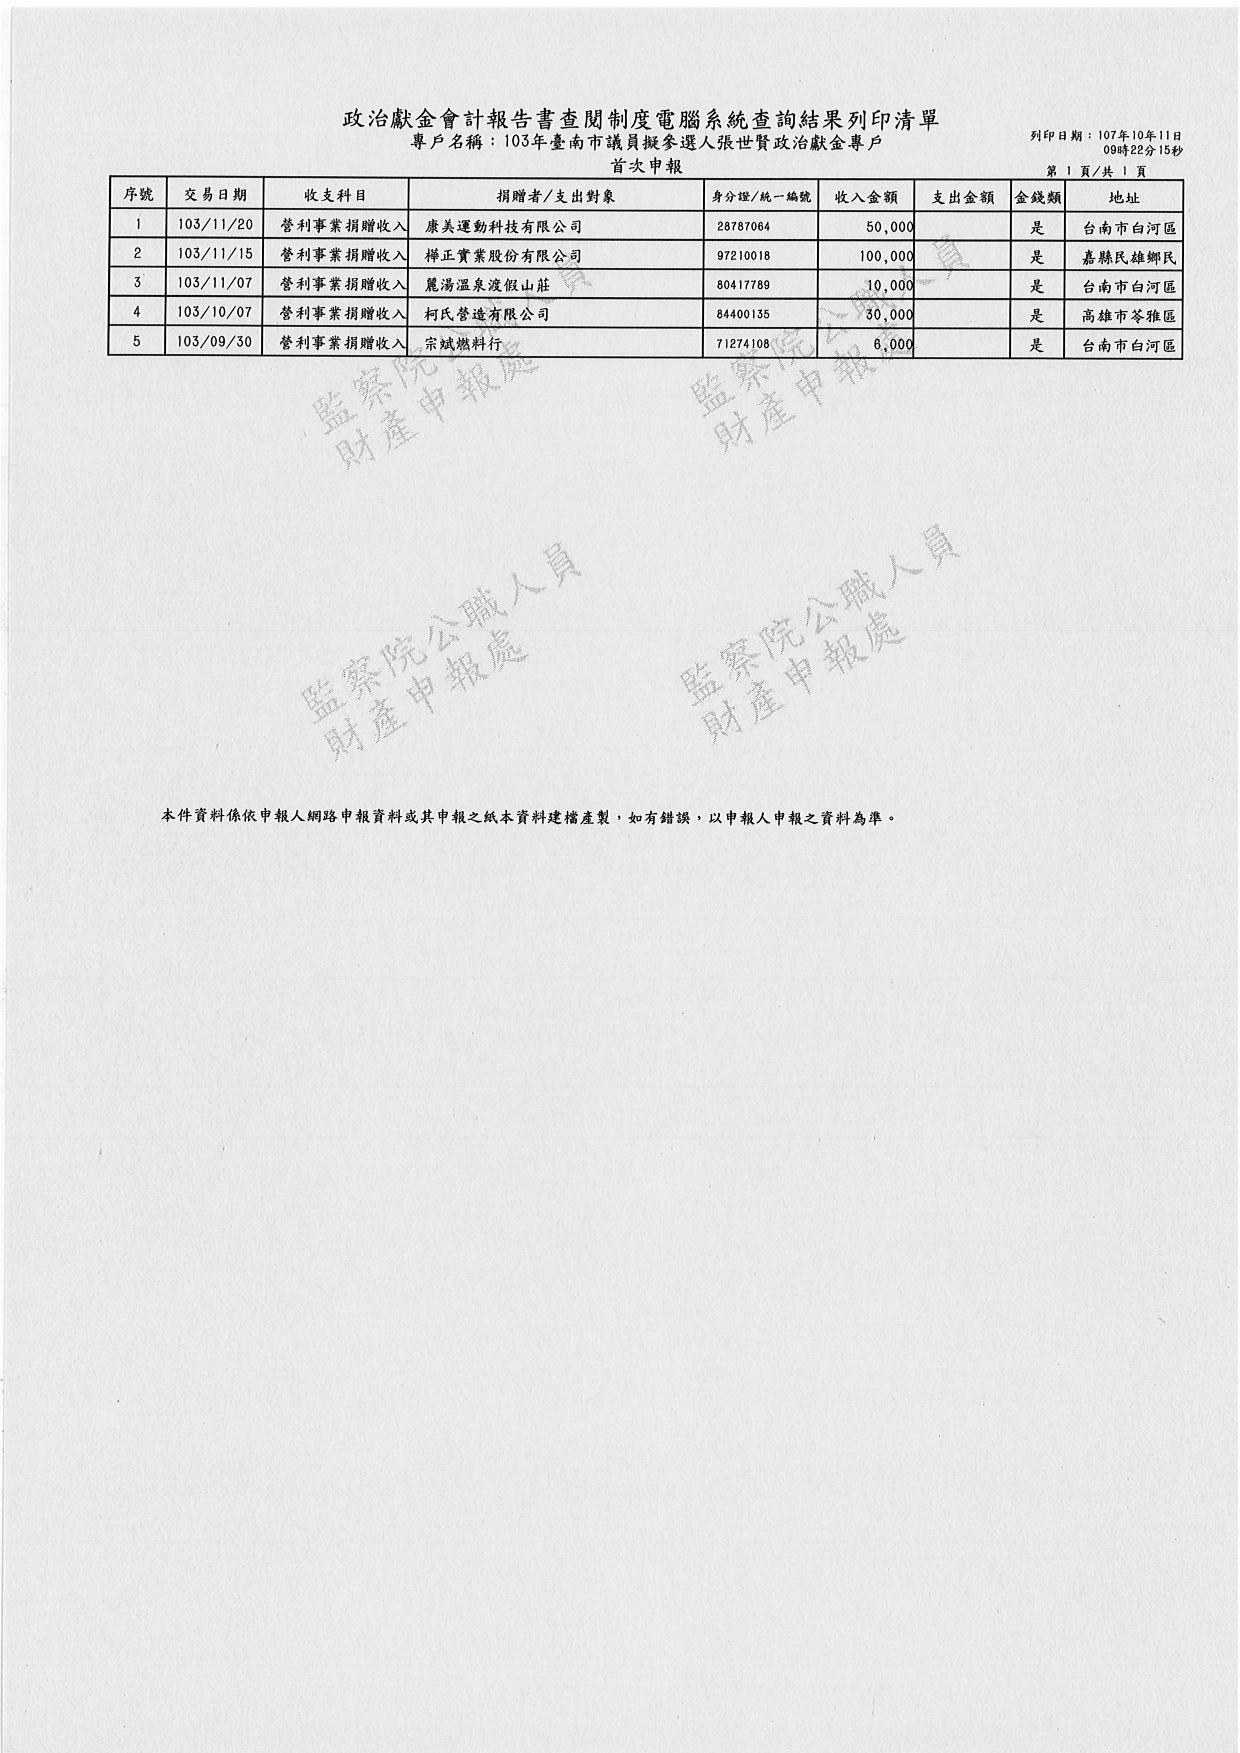 政治獻金會計報告書查閱制度電腦系統查詢結果列印清單
專戶名稱：103年臺南市議員擬參選人張世賢政治獻金專戶
列印日期：107年10年11日
09時22分15秒
首次申報
第 1 頁/共 1 頁
序號 交易日期 收支科目 捐贈者/支出對象 身分證/統一編號 收入金額 支出金額 金錢類 地址
1 103/11/20 營利事業捐贈收入 康美運動科技有限公司 28787064 50,000 是 台南市白河區
2 103/11/15 營利事業捐贈收入 樺正實業股份有限公司 97210018 100,000 是 嘉縣民雄鄉民
3 103/11/07 營利事業捐贈收入 麗湯溫泉渡假山莊 80417789 10,000 是 台南市白河區
4 103/10/07 營利事業捐贈收入 柯氏營造有限公司 84400135 30,000 是 高雄市苓雅區
5 103/09/30 營利事業捐贈收入 宗斌燃料行 71274108 6,000 是 台南市白河區
監察院公職人員
財產申報處
監察院公職人員
財產申報處
監察院公職人員
財產申報處
監察院公職人員
財產申報處
本件資料係依申報人網路申報資料或其申報之紙本資料建檔產製，如有錯誤，以申報人申報之資料為準。